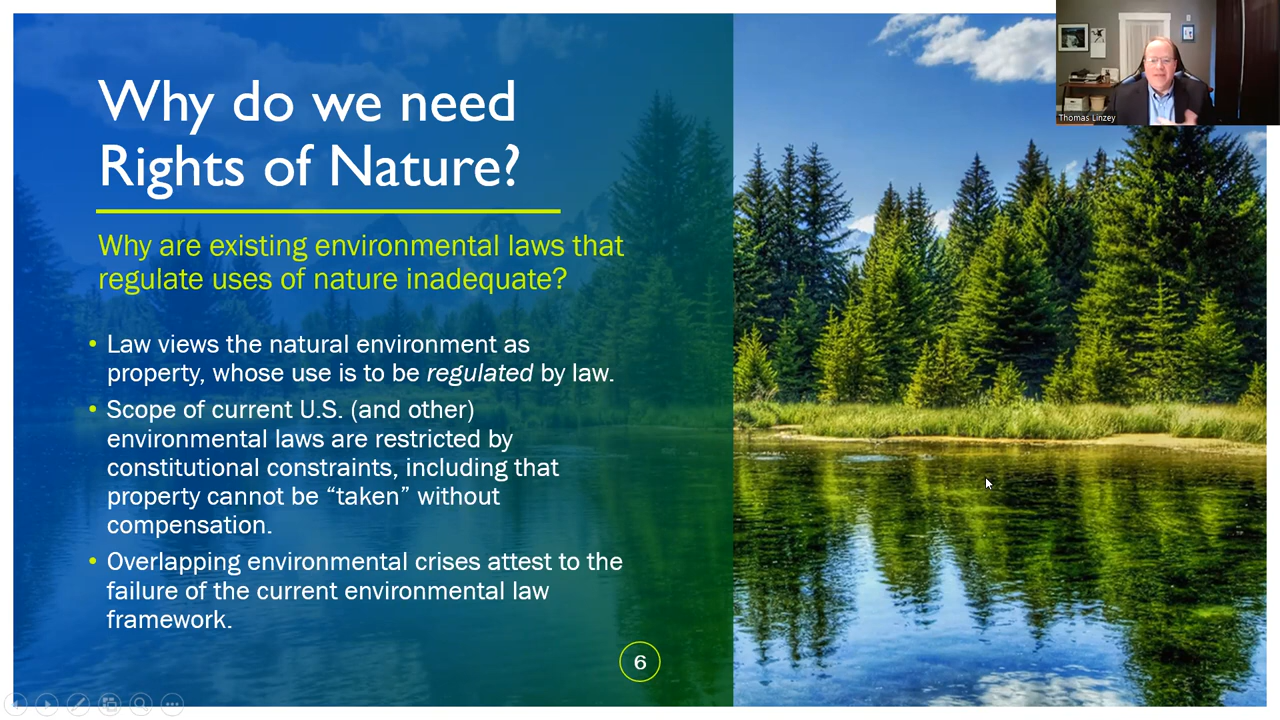 Why do we need
Rights of Nature?
Why are existing environmental laws that
regulate uses of nature inadequate?
• Law views the natural environment as
property, whose use is to be regulated by law.
• Scope of current U.S. (and other)
environmental laws are restricted by
constitutional constraints, including that
property cannot be “taken” without
compensation.
• Overlapping environmental crises attest to the
failure of the current environmental law
framework.
6
Thomas Linzey